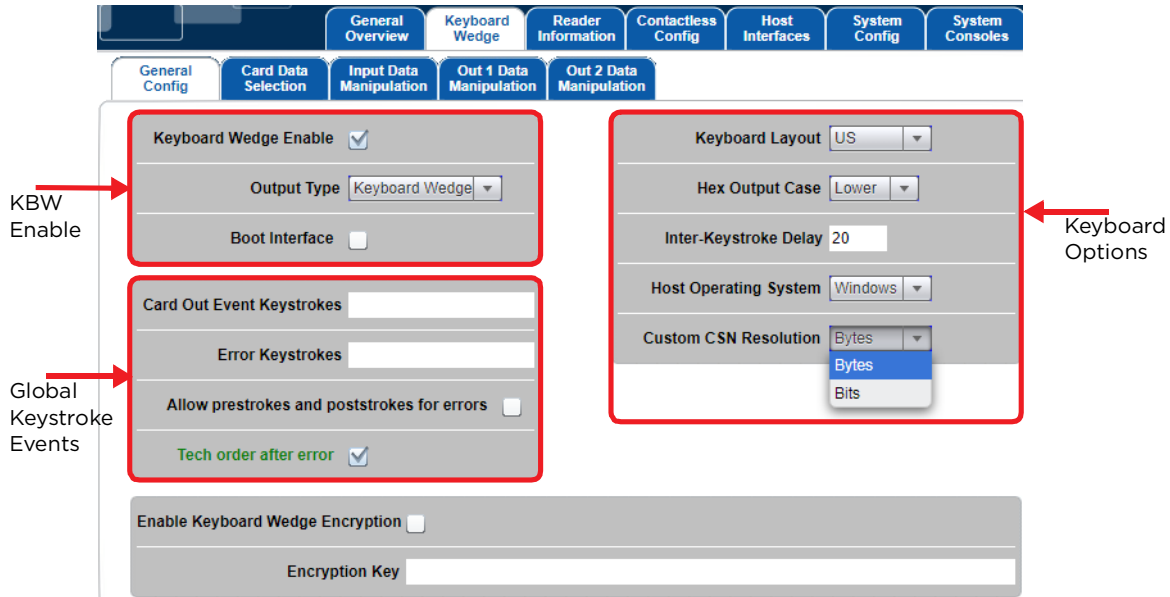 General Overview
Keyboard Wedge
Reader Information
Contactless Config
Host Interfaces
System Config
System Consoles
General Config
Card Data Selection
Input Data Manipulation
Out 1 Data Manipulation
Out 2 Data Manipulation
KBW
Enable
Keyboard Wedge Enable
Output Type Keyboard Wedge
Boot Interface
Global
Keystroke
Events
Card Out Event Keystrokes
Error Keystrokes
Allow prestrokes and poststrokes for errors
Tech order after error
Keyboard Layout US
Hex Output Case Lower
Inter-Keystroke Delay 20
Host Operating System Windows
Custom CSN Resolution Bytes
Bytes
Bits
Keyboard
Options
Enable Keyboard Wedge Encryption
Encryption Key